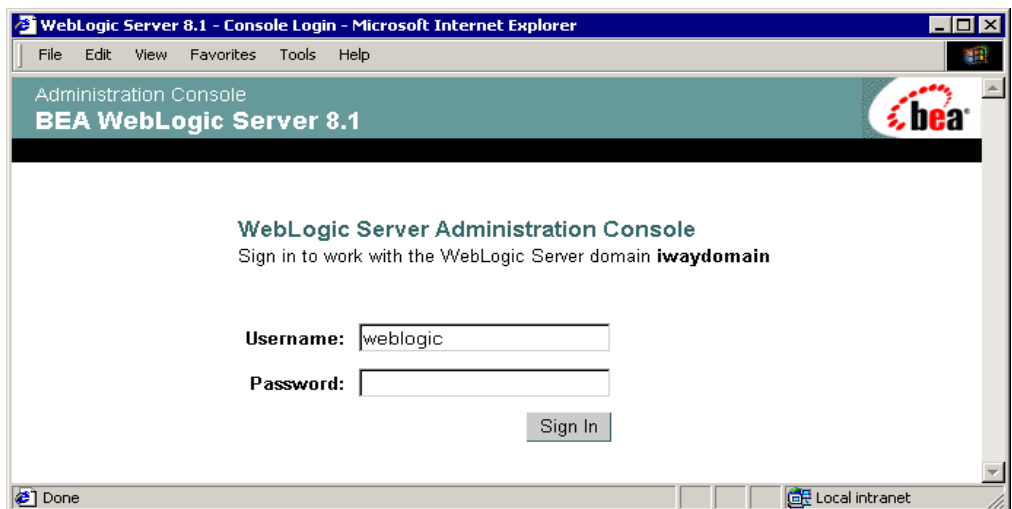 WebLogic Server 8.1 - Console Login - Microsoft Internet Explorer
File Edit View Favorites Tools Help
Administration Console
BEA WebLogic Server 8.1
bea
WebLogic Server Administration Console
Sign in to work with the WebLogic Server domain iwaydomain
Username: weblogic
Password:
Sign In
Done Local intranet